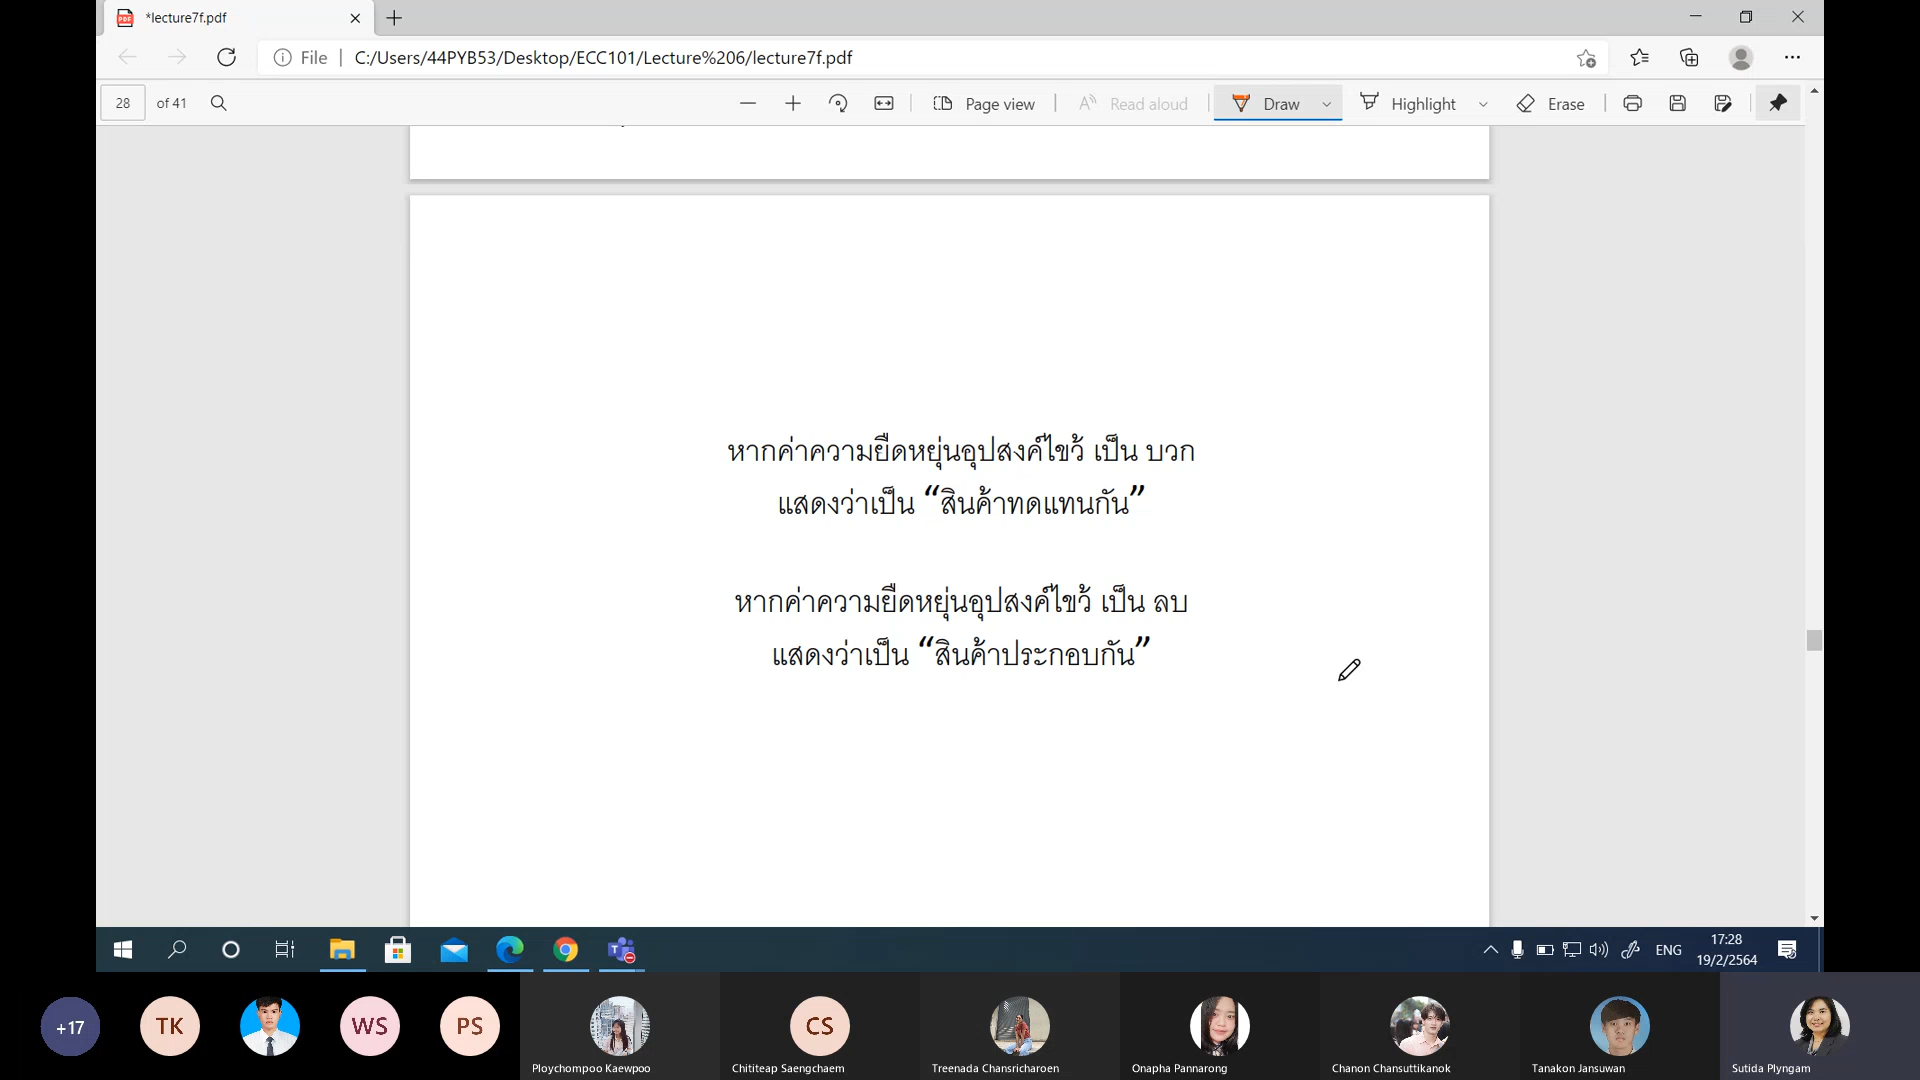 *lecture7f.pdf
File
C:/Users/44PYB53/Desktop/ECC101/Lecture%206/lecture7f.pdf
28 of 41
Page view
Read aloud
Draw
Highlight
Erase
หากค่าความยืดหยุ่นอุปสงค์ไขว้ เป็น บวก
แสดงว่าเป็น “สินค้าทดแทนกัน”
หากค่าความยืดหยุ่นอุปสงค์ไขว้ เป็น ลบ
แสดงว่าเป็น “สินค้าประกอบกัน”
ENG
17:28
19/2/2564
+17
TK
WS
PS
CS
Ploychompoo Kaewpoo
Chititeap Saengchaem
Treenada Chansricharoen
Onapha Pannarong
Chanon Chansuttikanok
Tanakon Jansuwan
Sutida Plyngam